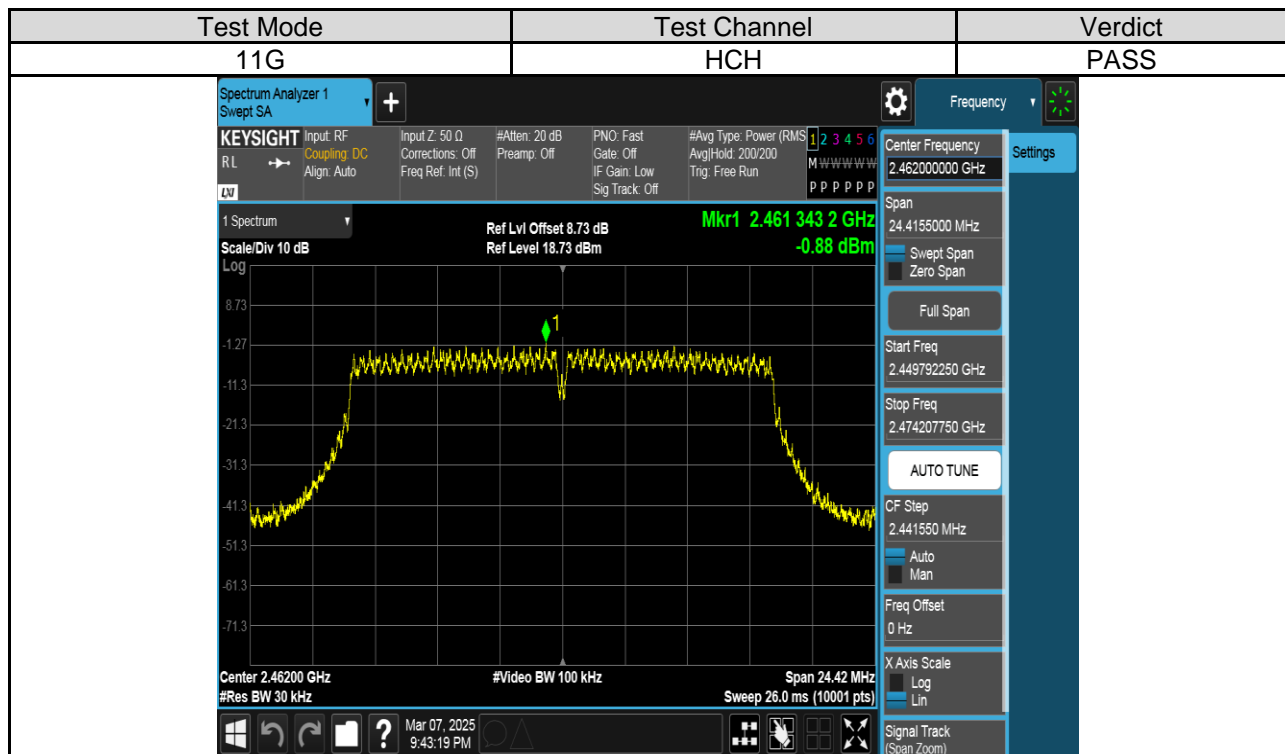 Test Mode Test Channel Verdict
11G HCH PASS
Spectrum Analyzer 1
Swept SA
+
Frequency
KEYSIGHT
RL
LXI
Input: RF
Coupling: DC
Align: Auto
Input Z: 50 Ω
Corrections: Off
Freq Ref: Int (S)
#Atten: 20 dB
Preamp: Off
PNO: Fast
Gate: Off
IF Gain: Low
Sig Track: Off
#Avg Type: Power (RMS
Avg|Hold: 200/200
Trig: Free Run
1 2 3 4 5 6
M W W W W W
P P P P P P
1 Spectrum
Scale/Div 10 dB
Log
Ref Lvl Offset 8.73 dB
Ref Level 18.73 dBm
Mkr1 2.461 343 2 GHz
-0.88 dBm
1
8.73
-1.27
-11.3
-21.3
-31.3
-41.3
-51.3
-61.3
-71.3
Center 2.46200 GHz
#Res BW 30 kHz
#Video BW 100 kHz
Span 24.42 MHz
Sweep 26.0 ms (10001 pts)
Mar 07, 2025
9:43:19 PM
?
Center Frequency
2.462000000 GHz
Settings
Span
24.4155000 MHz
Swept Span
Zero Span
Full Span
Start Freq
2.449792250 GHz
Stop Freq
2.474207750 GHz
AUTO TUNE
CF Step
2.441550 MHz
Auto
Man
Freq Offset
0 Hz
X Axis Scale
Log
Lin
Signal Track
(Span Zoom)